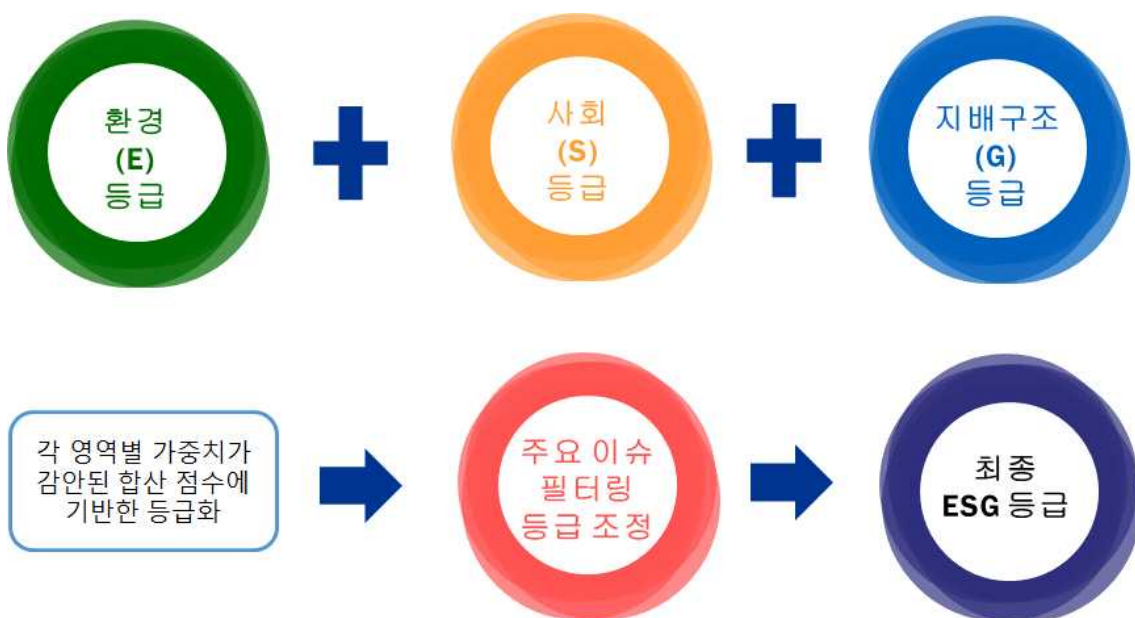 환경
(E)
등급
사회
(S)
등급
지배구조
(G)
등급
각 영역별 가중치가
감안된 합산 점수에
기반한 등급화
주요 이슈
필터링
등급 조정
최종
ESG 등급